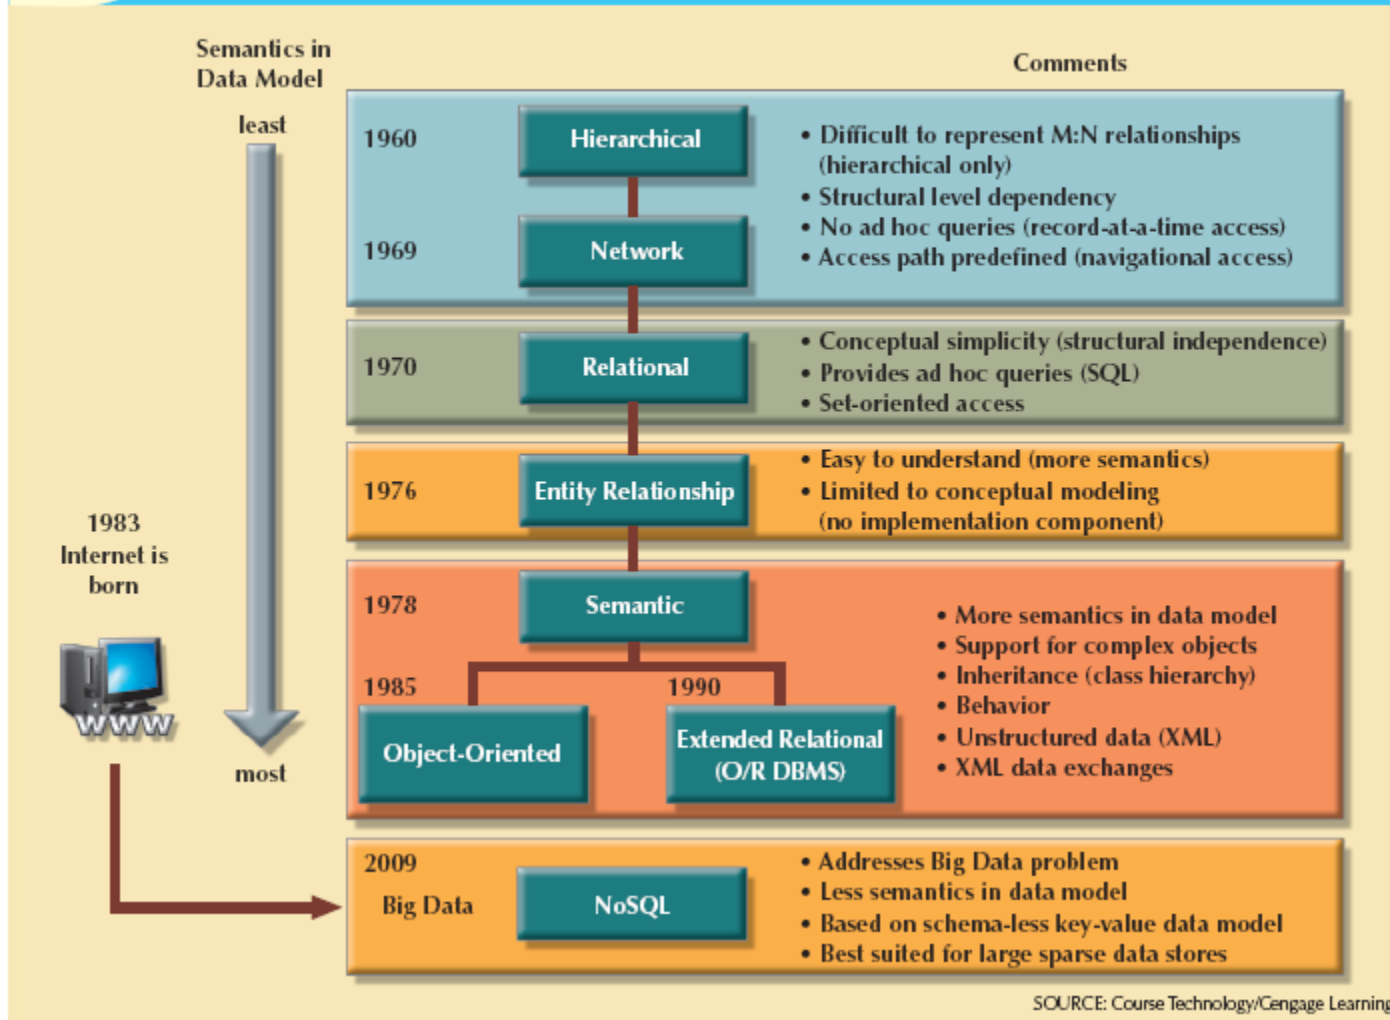 Semantics in
Data Model
Comments
least
1960
Hierarchical
• Difficult to represent M:N relationships
(hierarchical only)
• Structural level dependency
• No ad hoc queries (record-at-a-time access)
• Access path predefined (navigational access)
1969
Network
1970
Relational
• Conceptual simplicity (structural independence)
• Provides ad hoc queries (SQL)
• Set-oriented access
1976
Entity Relationship
• Easy to understand (more semantics)
• Limited to conceptual modeling
(no implementation component)
1983
Internet is
born
WWW
most
1978
Semantic
1985
Object-Oriented
1990
Extended Relational
(O/R DBMS)
• More semantics in data model
• Support for complex objects
• Inheritance (class hierarchy)
• Behavior
• Unstructured data (XML)
• XML data exchanges
2009
Big Data
NoSQL
• Addresses Big Data problem
• Less semantics in data model
• Based on schema-less key-value data model
• Best suited for large sparse data stores
SOURCE: Course Technology/Cengage Learning